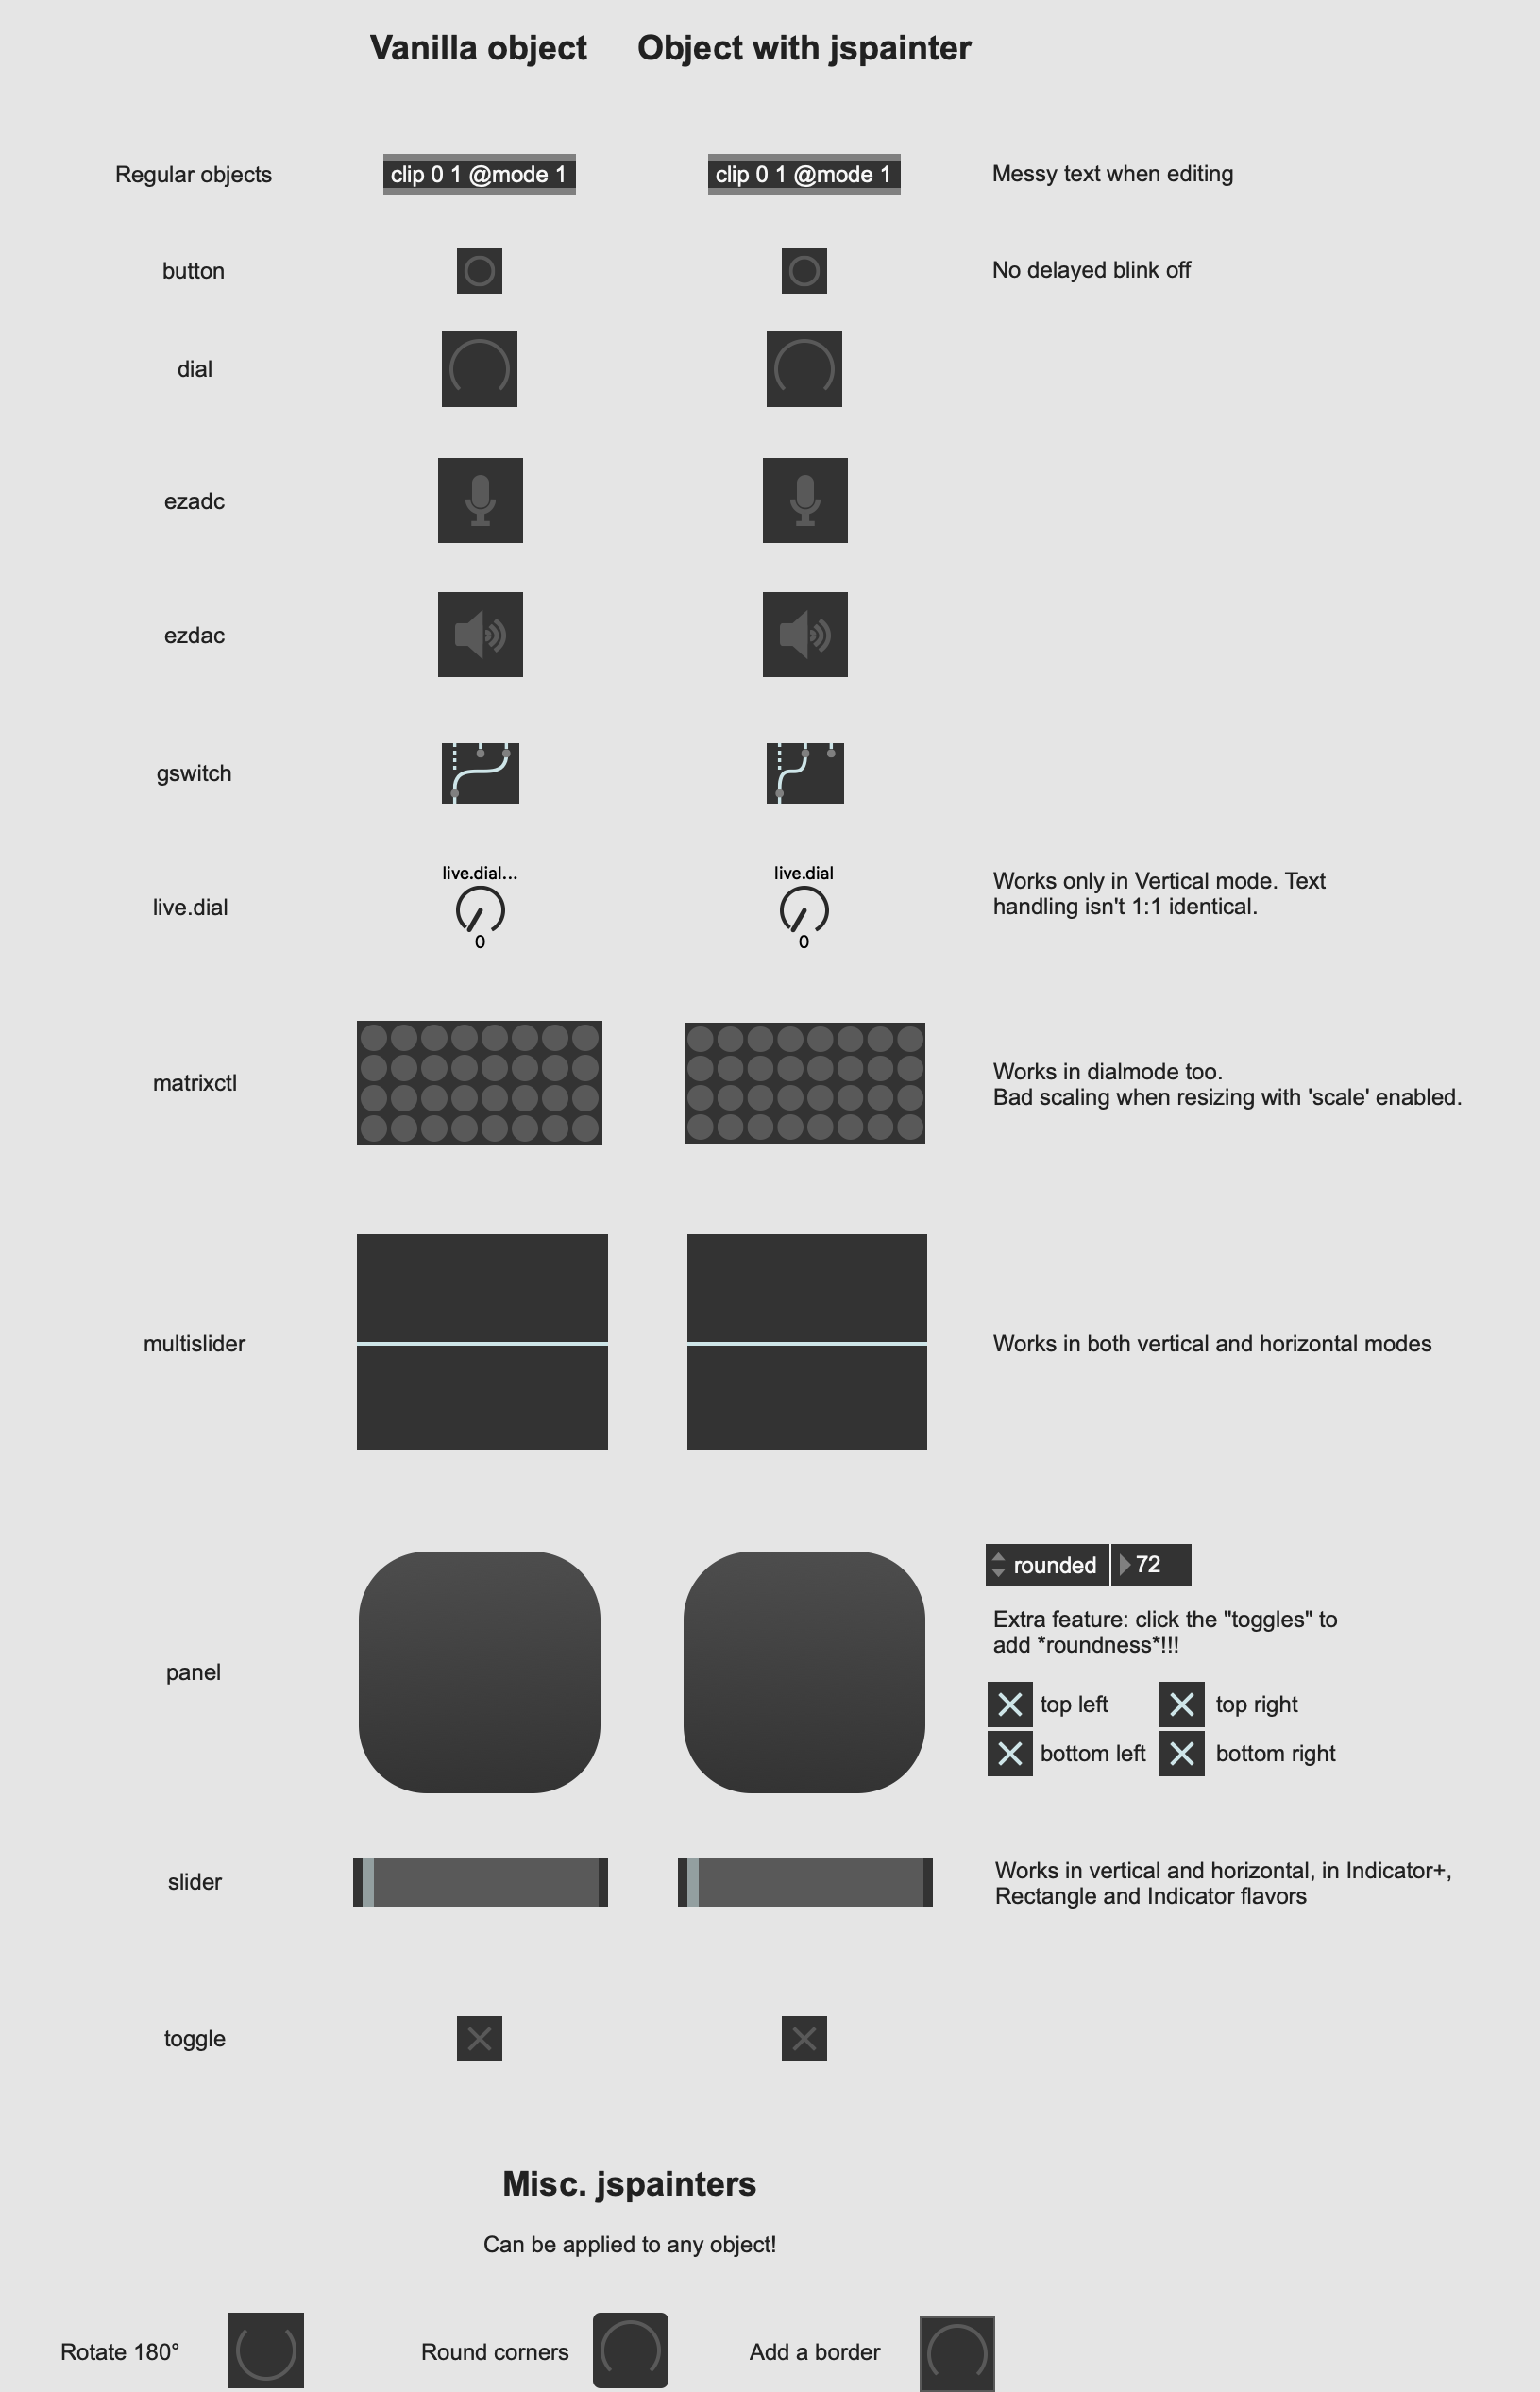 Vanilla object
Object with jspainter
Regular objects
clip 0 1 @mode 1
clip 0 1 @mode 1
Messy text when editing
button
No delayed blink off
dial
ezadc
ezdac
gswitch
live.dial
live.dial...
0
live.dial
0
Works only in Vertical mode. Text
handling isn't 1:1 identical.
matrixctl
Works in dialmode too.
Bad scaling when resizing with 'scale' enabled.
multislider
Works in both vertical and horizontal modes
panel
rounded
72
Extra feature: click the "toggles" to
add *roundness*!!!
top left
top right
bottom left
bottom right
slider
Works in vertical and horizontal, in Indicator+,
Rectangle and Indicator flavors
toggle
Misc. jspainters
Can be applied to any object!
Rotate 180°
Round corners
Add a border